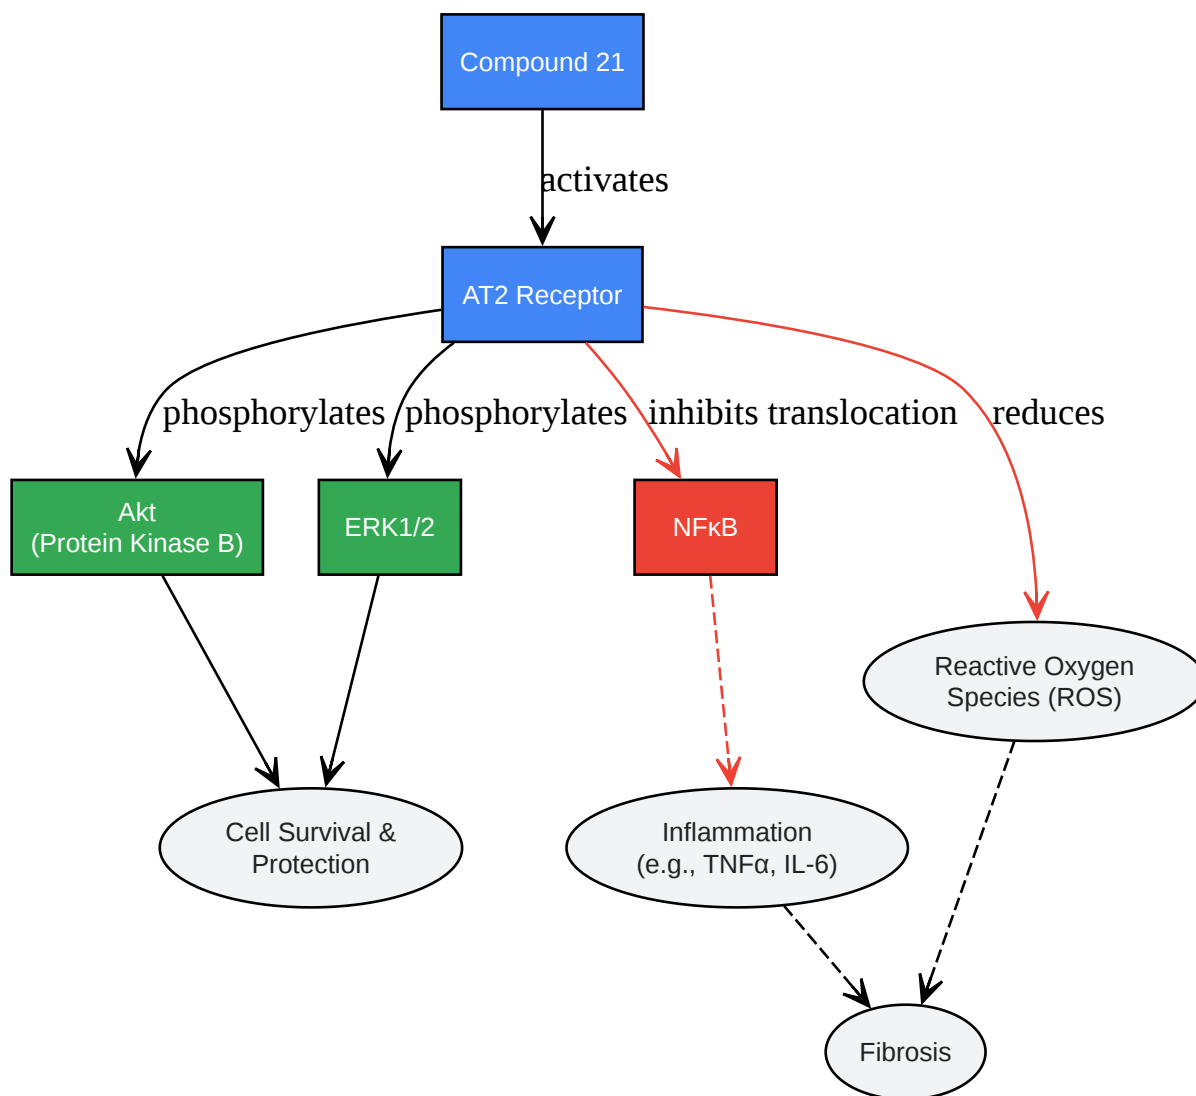 Compound 21
activates
AT2 Receptor
phosphorylates
phosphorylates
inhibits translocation
reduces
Akt
(Protein Kinase B)
ERK1/2
NFκB
Reactive Oxygen
Species (ROS)
Cell Survival &
Protection
Inflammation
(e.g., TNFα, IL-6)
Fibrosis